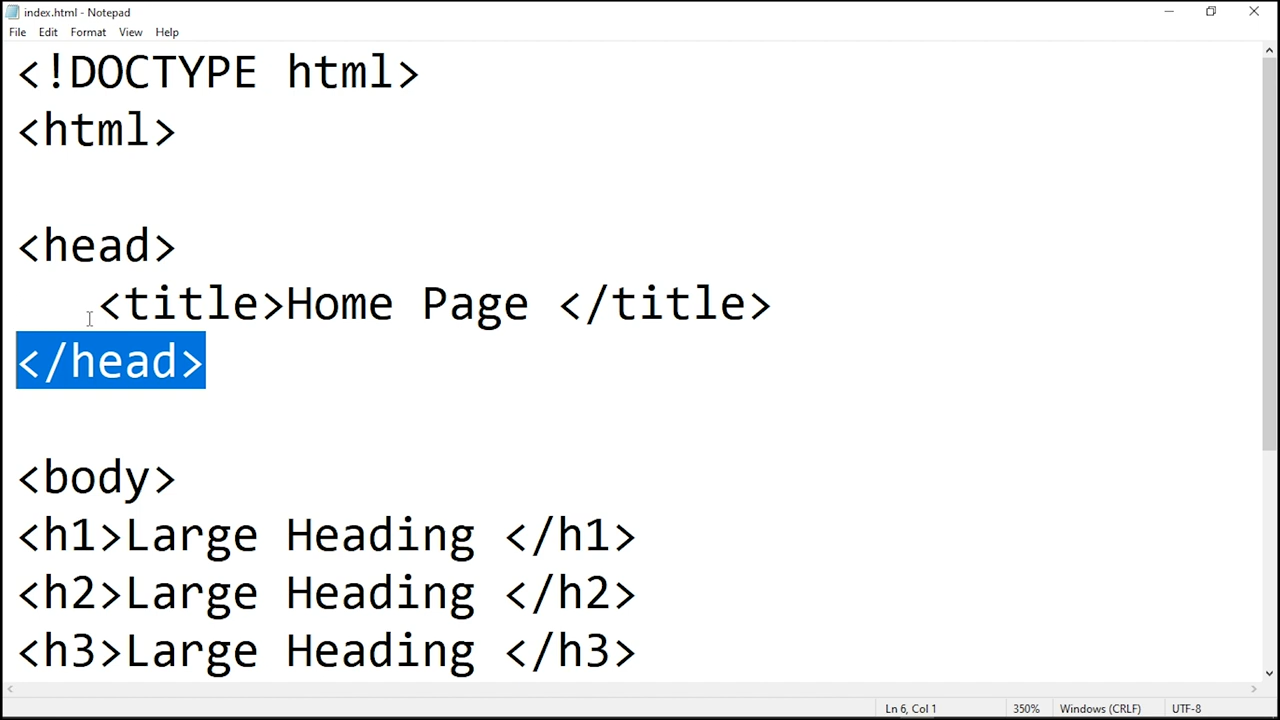 index.html - Notepad
File Edit Format View Help
<!DOCTYPE html>
<html>
<head>
<title>Home Page </title>
</head>
<body>
<h1>Large Heading </h1>
<h2>Large Heading </h2>
<h3>Large Heading </h3>
Ln 6, Col 1 350% Windows (CRLF) UTF-8